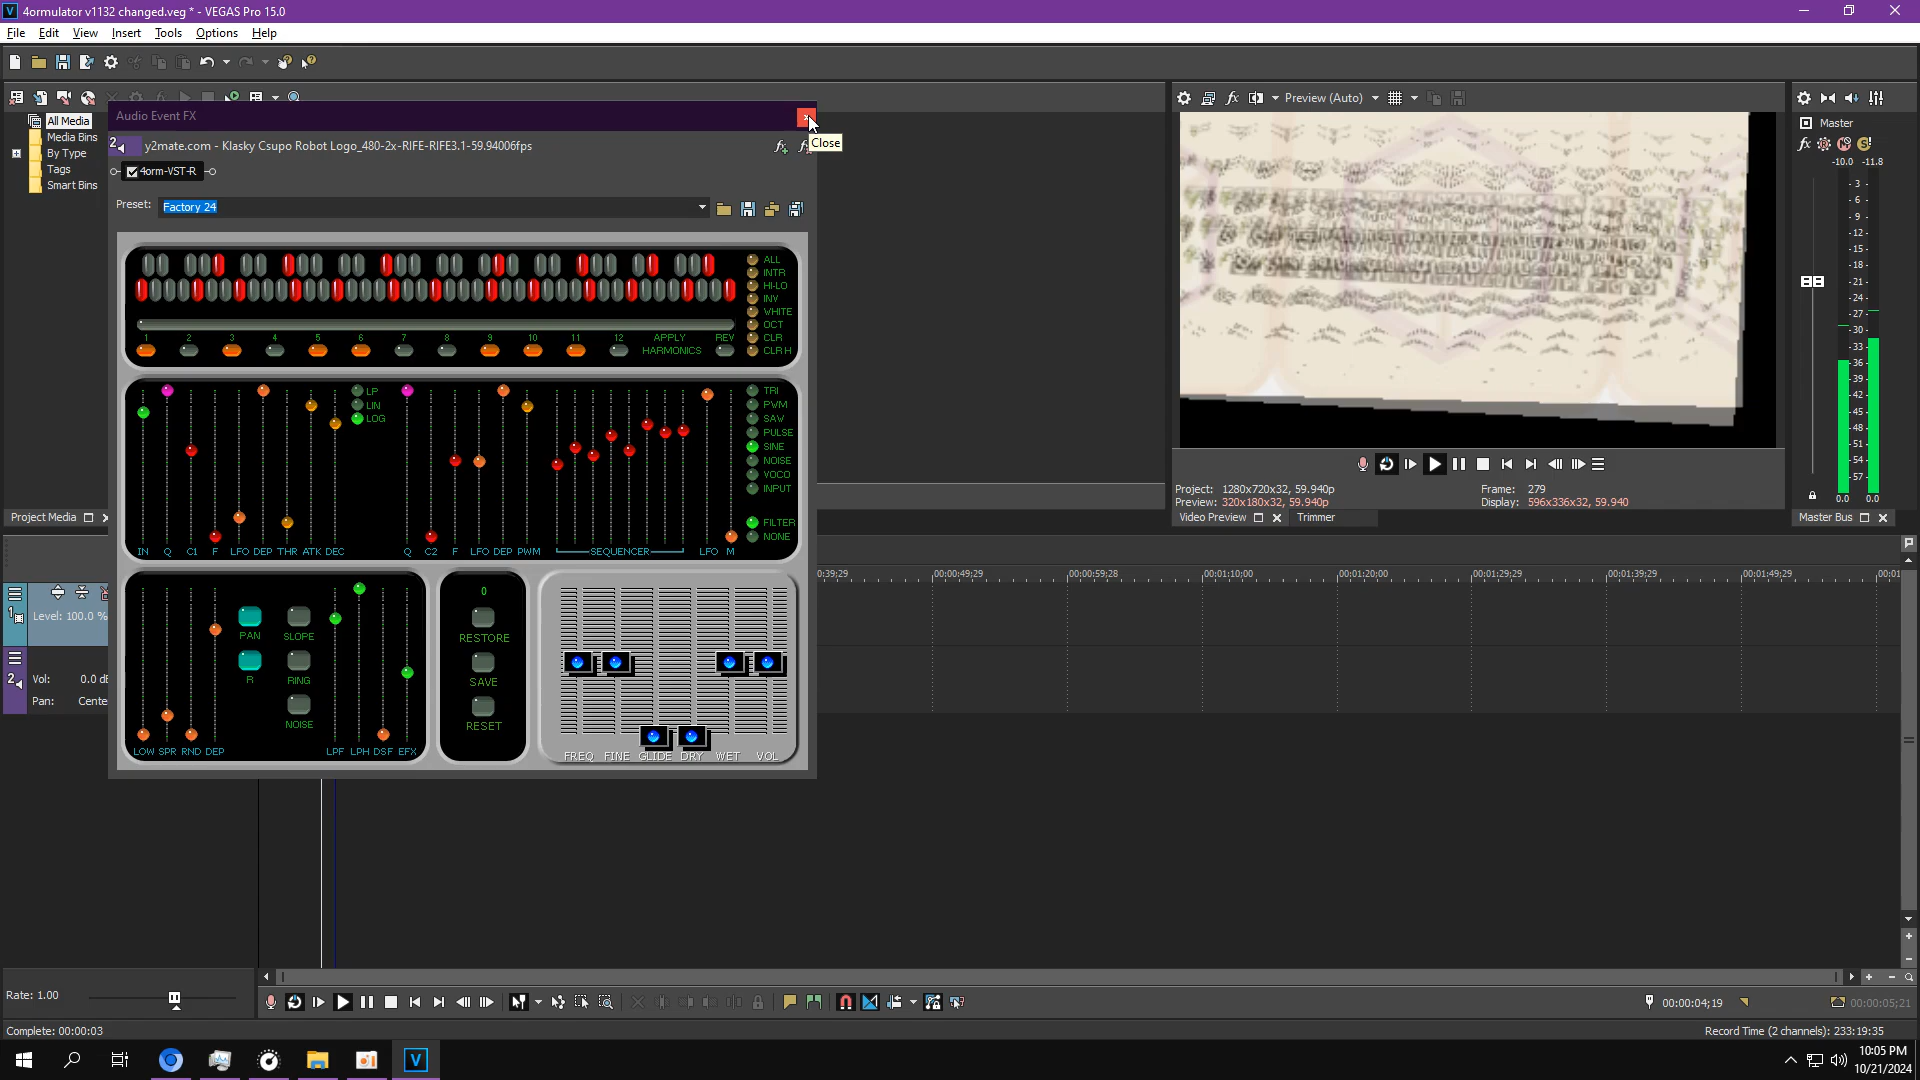 4ormulator v1132 changed.veg * - VEGAS Pro 15.0
File Edit View Insert Tools Options Help
Preview (Auto)
All Media
Media Bins
By Type
Tags
Smart Bins
Audio Event FX
Close
y2mate.com - Klasky Csupo Robot Logo_480-2x-RIFE-RIFE3.1-59.94006fps
4orm-VST-R
Preset: Factory 24
ALL
INTR
HI-LO
INV
WHITE
OCT
CLR
CLR H
1 2 3 4 5 6 7 8 9 10 11 12 APPLY HARMONICS REV
LP
LIN
LOG
TRI
PWM
SAW
PULSE
SINE
NOISE
VOCO
INPUT
FILTER
NONE
IN Q C1 F LFO DEP THR ATK DEC Q C2 F LFO DEP PWM SEQUENCER LFO M
PAN SLOPE
R RING
NOISE
LOW SPR RND DEP LPF LPH DSF EFX
0
RESTORE
SAVE
RESET
FREQ FINE GLIDE DRY WET VOL
Master
-10.0 -11.8
- 3 -
- 6 -
- 9 -
-12-
-15-
-18-
-21-
-24-
-27-
-30-
-33-
-36-
-39-
-42-
-45-
-48-
-51-
-54-
-57-
0.0 0.0
Project: 1280x720x32, 59.940p Frame: 279
Preview: 320x180x32, 59.940p Display: 596x336x32, 59.940
Project Media
Video Preview Trimmer
Master Bus
0:39;29 00:00:49;29 00:00:59;28 00:01:10;00 00:01:20;00 00:01:29;29 00:01:39;29 00:01:49;29 00:01
1
Level: 100.0 %
2
Vol: 0.0 dB
Pan: Cente
Rate: 1.00
00:00:04;19 00:00:05;21
Complete: 00:00:03
Record Time (2 channels): 233:19:35
10:05 PM
10/21/2024